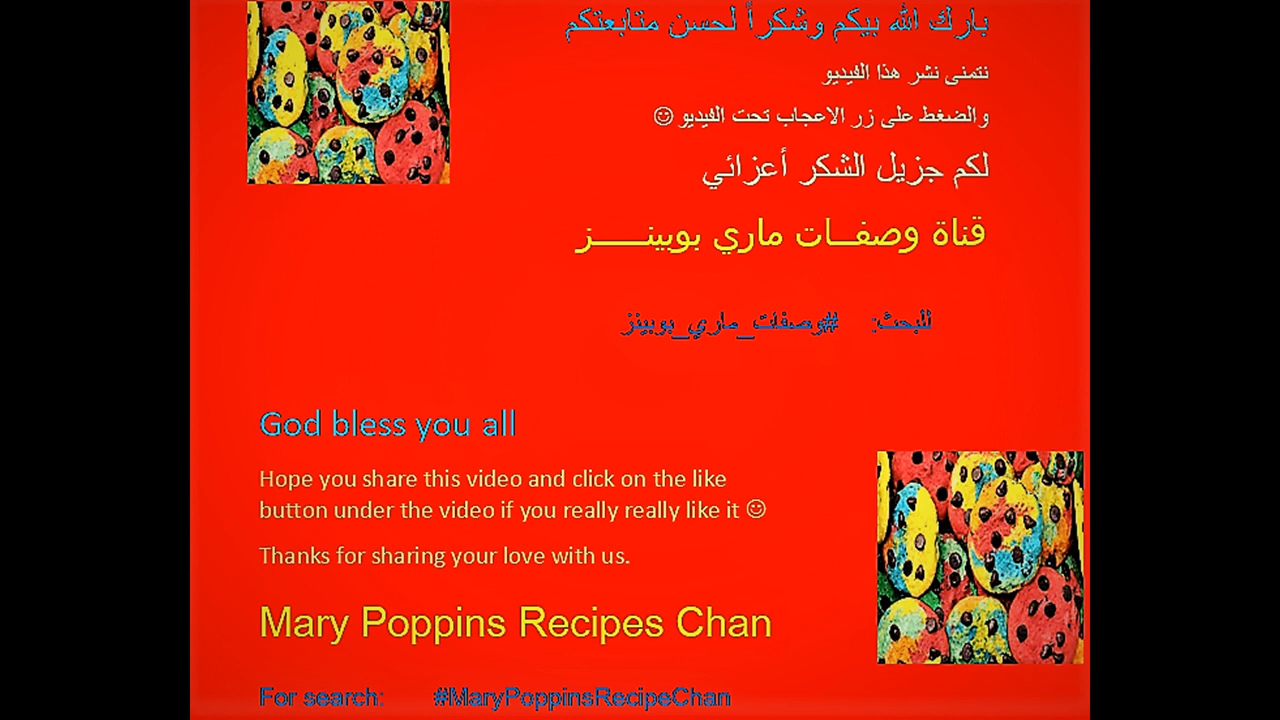 بارك الله بيكم وشكراً لحسن متابعتكم
نتمنى نشر هذا الفيديو
والضغط على زر الاعجاب تحت الفيديو ☺
لكم جزيل الشكر أعزائي
قناة وصفــات ماري بوبينـــــز
للبحث: #وصفات_ماري_بوبينز
God bless you all
Hope you share this video and click on the like
button under the video if you really really like it ☺
Thanks for sharing your love with us.
Mary Poppins Recipes Chan
For search: #MaryPoppinsRecipeChan